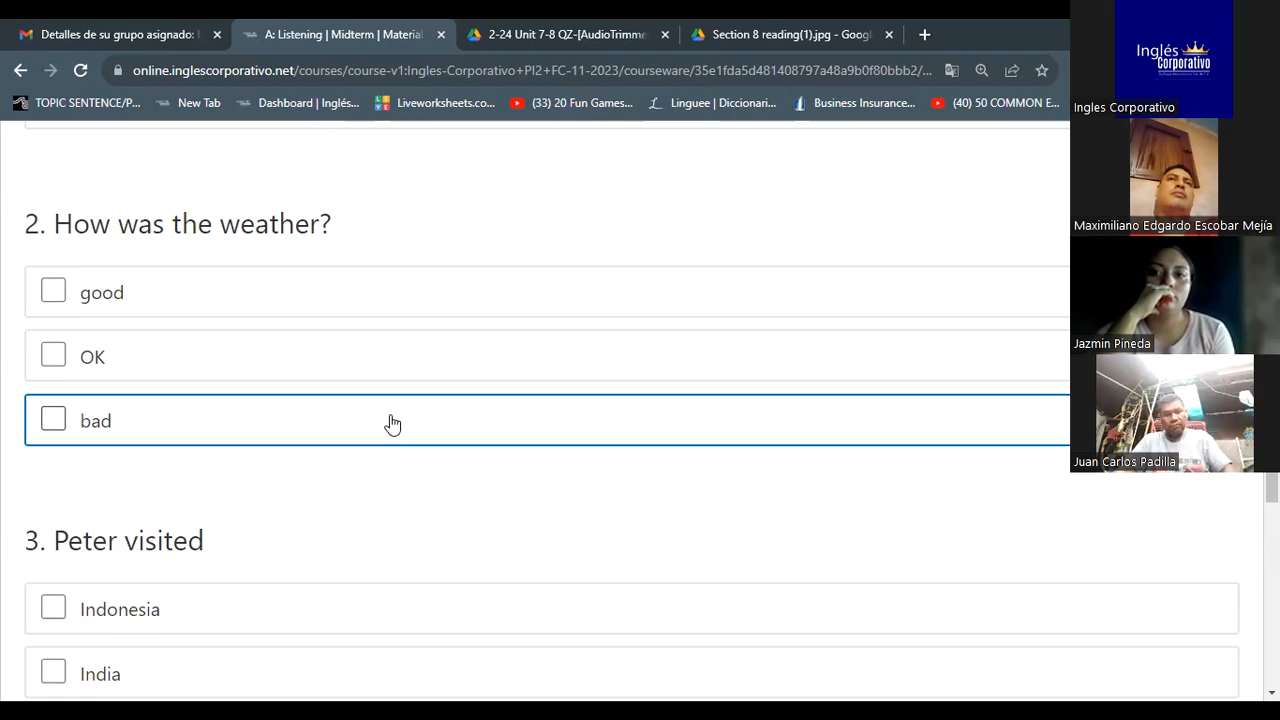 Detalles de su grupo asignado: I
A: Listening | Midterm | Material
2-24 Unit 7-8 QZ-[AudioTrimme
Section 8 reading(1).jpg - Googl
online.inglescorporativo.net/courses/course-v1:Ingles-Corporativo+PI2+FC-11-2023/courseware/35e1fda5d481408797a48a9b0f80bbb2/...
TOPIC SENTENCE/P...
New Tab
Dashboard | Inglés...
Liveworksheets.co...
(33) 20 Fun Games...
Linguee | Diccionari...
Business Insurance...
(40) 50 COMMON E...
Inglés
Corporativo
Ingles Corporativo
Maximiliano Edgardo Escobar Mejía
Jazmin Pineda
Juan Carlos Padilla
2. How was the weather?
good
OK
bad
3. Peter visited
Indonesia
India